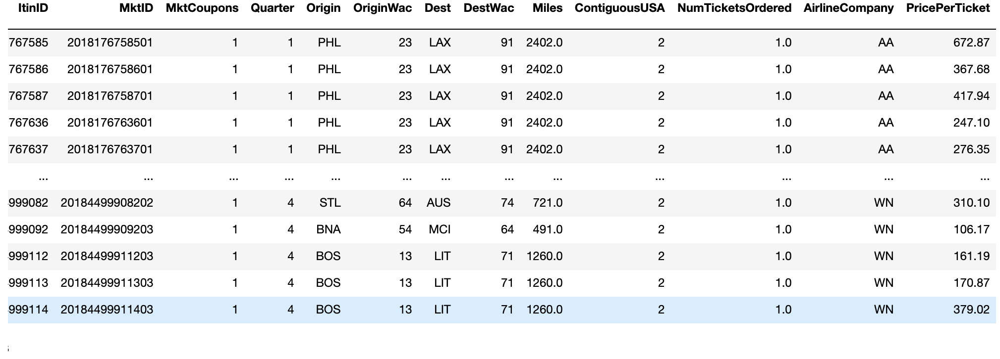 ItinID MktID MktCoupons Quarter Origin OriginWac Dest DestWac Miles ContiguousUSA NumTicketsOrdered AirlineCompany PricePerTicket
767585 2018176758501 1 1 PHL 23 LAX 91 2402.0 2 1.0 AA 672.87
767586 2018176758601 1 1 PHL 23 LAX 91 2402.0 2 1.0 AA 367.68
767587 2018176758701 1 1 PHL 23 LAX 91 2402.0 2 1.0 AA 417.94
767636 2018176763601 1 1 PHL 23 LAX 91 2402.0 2 1.0 AA 247.10
767637 2018176763701 1 1 PHL 23 LAX 91 2402.0 2 1.0 AA 276.35
... ... ... ... ... ... ... ... ... ... ... ... ...
999082 20184499908202 1 4 STL 64 AUS 74 721.0 2 1.0 WN 310.10
999092 20184499909203 1 4 BNA 54 MCI 64 491.0 2 1.0 WN 106.17
999112 20184499911203 1 4 BOS 13 LIT 71 1260.0 2 1.0 WN 161.19
999113 20184499911303 1 4 BOS 13 LIT 71 1260.0 2 1.0 WN 170.87
999114 20184499911403 1 4 BOS 13 LIT 71 1260.0 2 1.0 WN 379.02